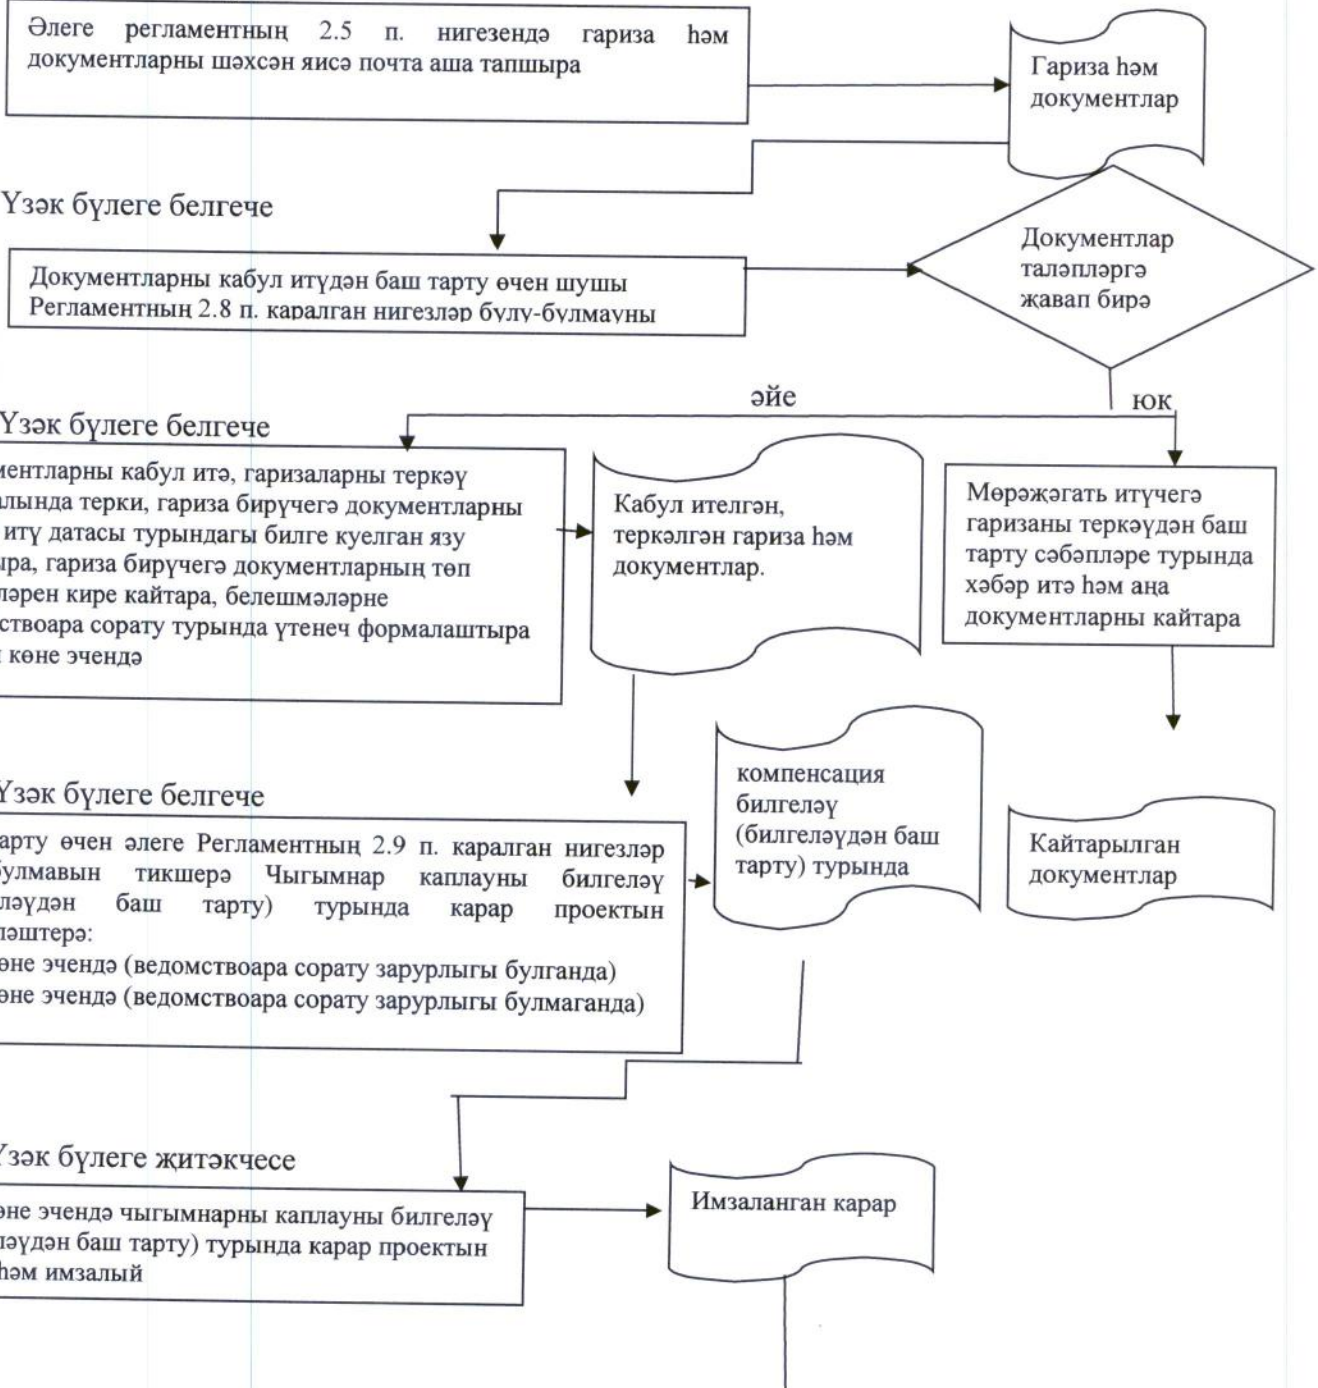 Әлеге регламентның 2.5 п. нигезендә гариза һәм
документларны шәхсән яисә почта аша тапшыра
Гариза һәм
документлар
Үзәк бүлеге белгече
Документларны кабул итүдән баш тарту өчен шушы
Регламентның 2.8 п. каралган нигезләр булу-булмауны
Документлар
таләпләргә
җавап бирә
әйе
юк
Үзәк бүлеге белгече
ментларны кабул итә, гаризаларны теркәү
алында терки, гариза бирүчегә документларны
итү датасы турындагы билге куелган язу
ыра, гариза бирүчегә документларның төп
ләрен кире кайтара, белешмәләрне
ствоара сорату турында үтенеч формалаштыра
көне эчендә
Кабул ителгән,
теркәлгән гариза һәм
документлар.
Мөрәҗәгать итүчегә
гаризаны теркәүдән баш
тарту сәбәпләре турында
хәбәр итә һәм аңа
документларны кайтара
Үзәк бүлеге белгече
арту өчен әлеге Регламентның 2.9 п. каралган нигезләр
булмавын тикшерә Чыгымнар каплауны билгеләү
ләүдән баш тарту) турында карар проектын
ләштерә:
өне эчендә (ведомствоара сорату зарурлыгы булганда)
өне эчендә (ведомствоара сорату зарурлыгы булмаганда)
компенсация
билгеләү
(билгеләүдән баш
тарту) турында
Кайтарылган
документлар
Үзәк бүлеге җитәкчесе
өне эчендә чыгымнарны каплауны билгеләү
ләүдән баш тарту) турында карар проектын
һәм имзалый
Имзаланган карар